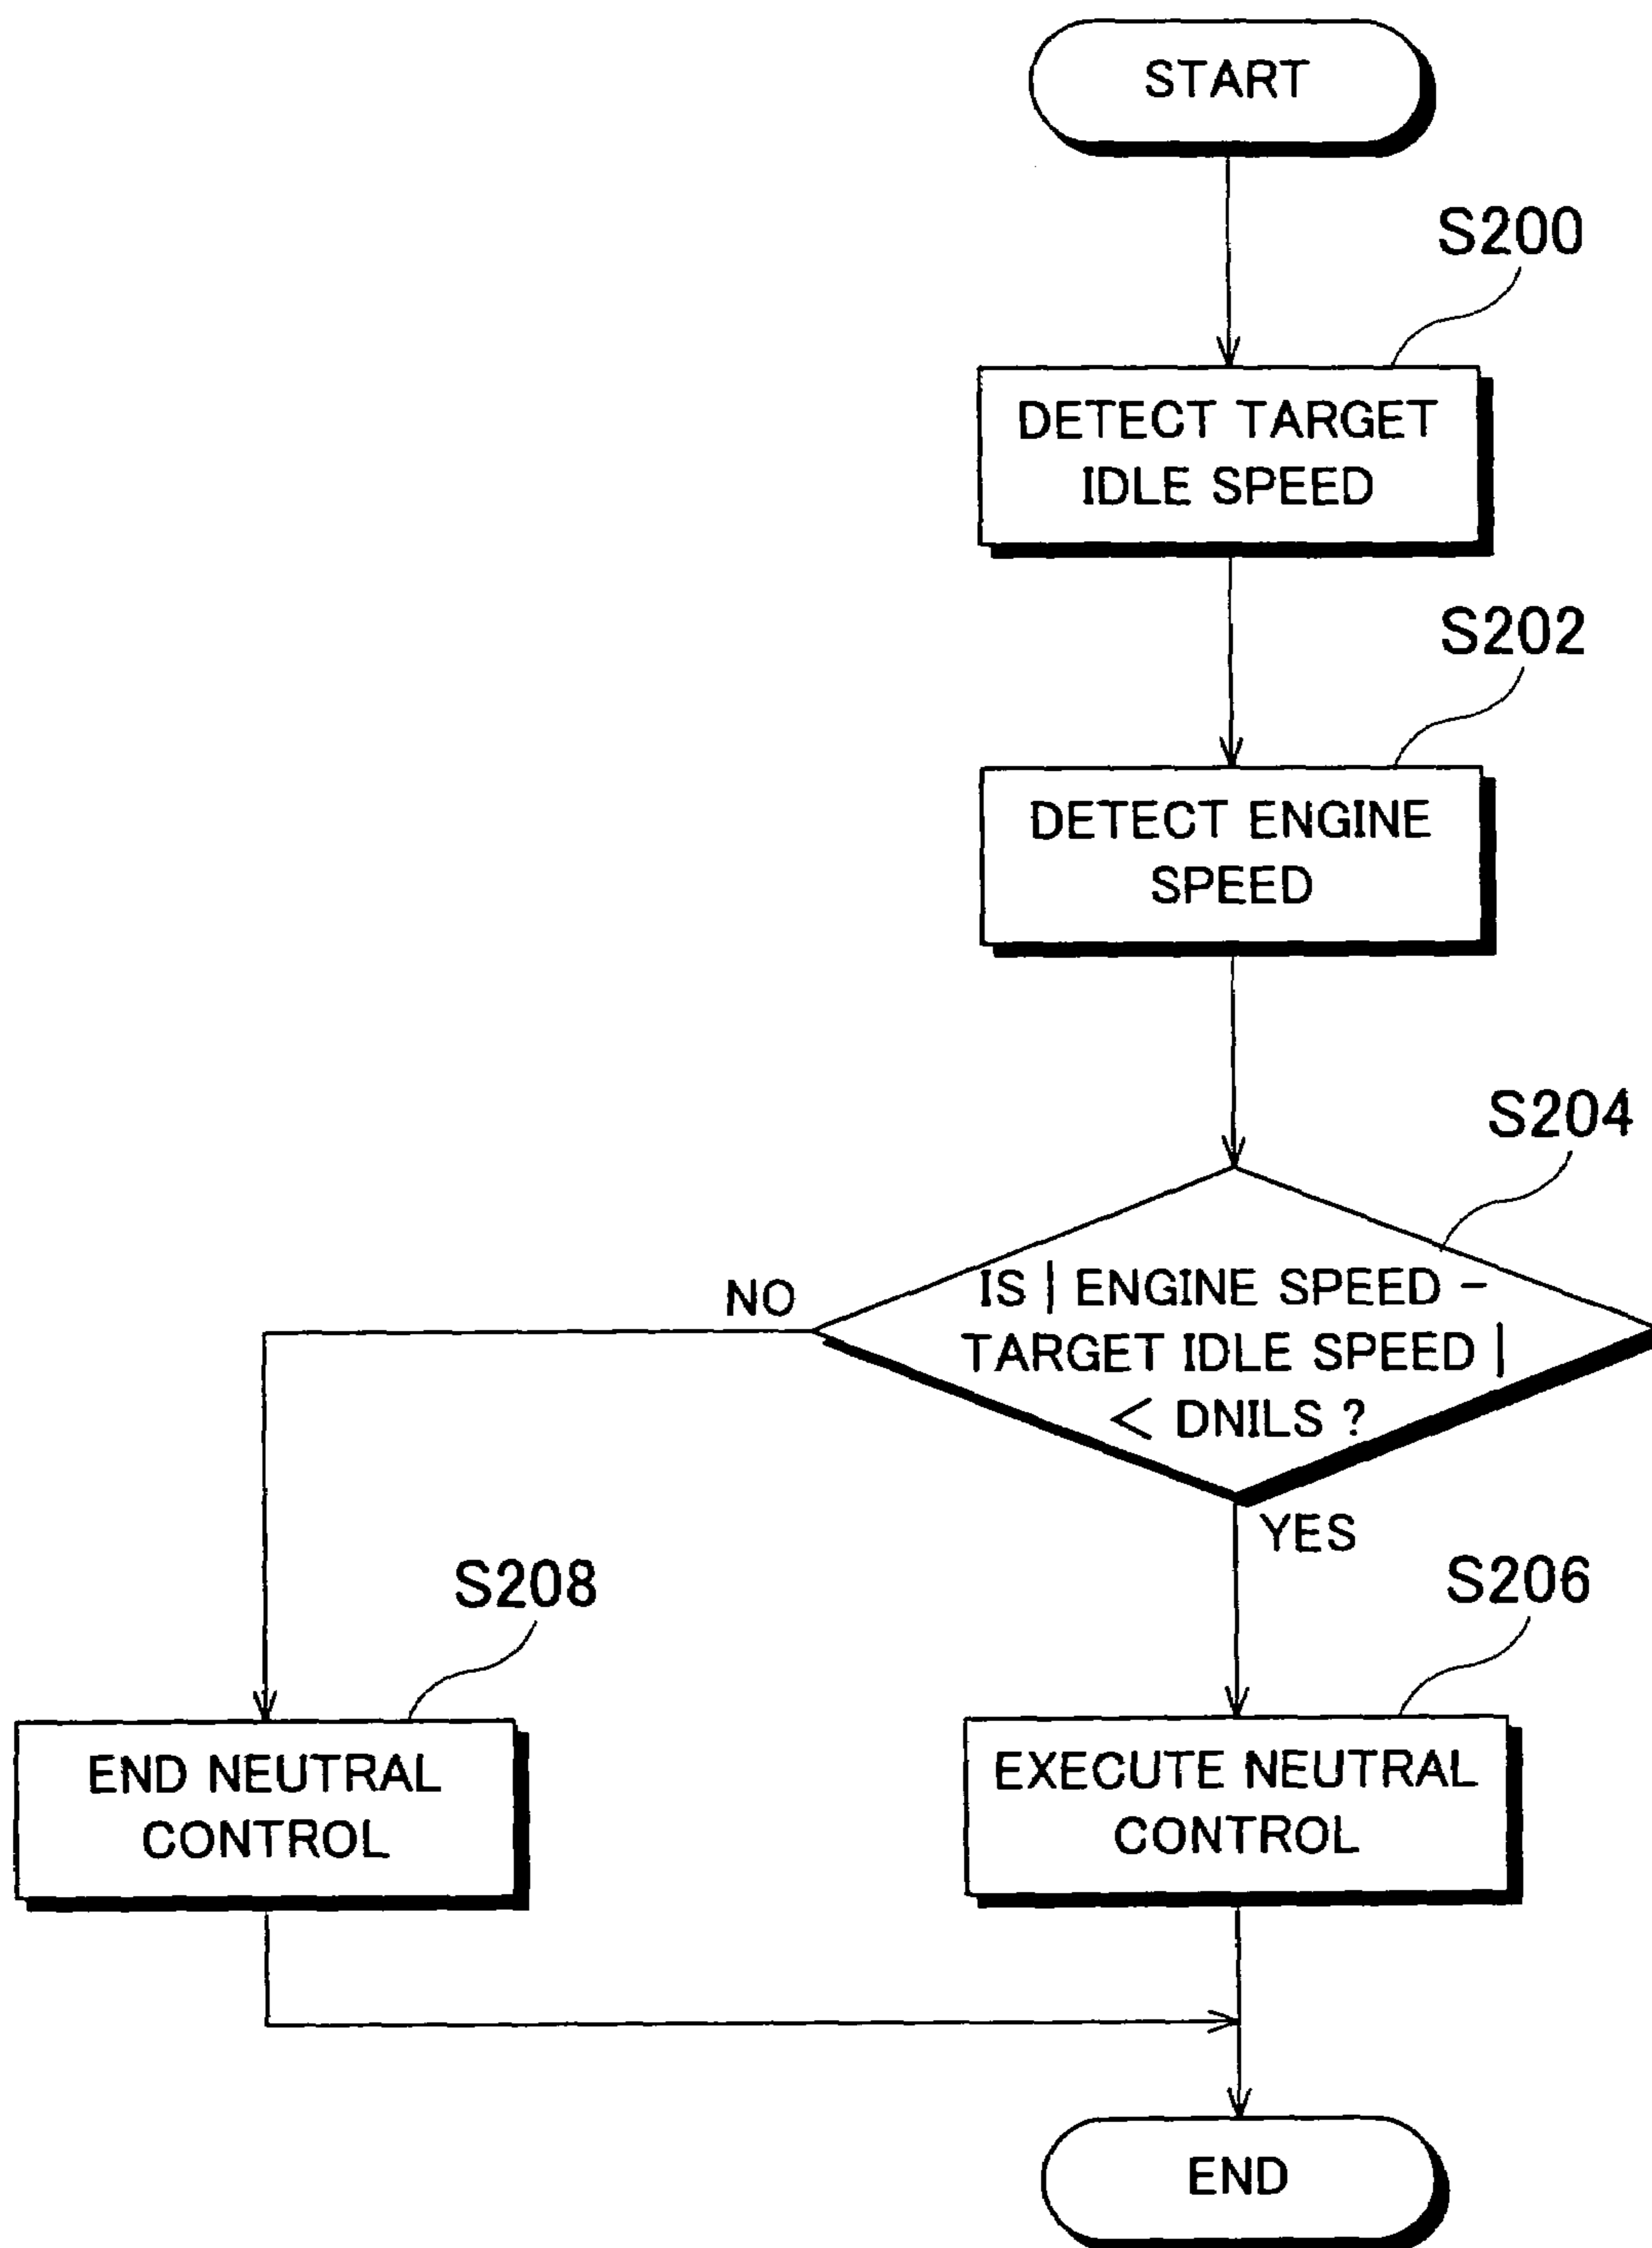 START
S200
DETECT TARGET
IDLE SPEED
S202
DETECT ENGINE
SPEED
S204
IS | ENGINE SPEED –
TARGET IDLE SPEED |
< DNILS ?
NO
YES
S208
END NEUTRAL
CONTROL
S206
EXECUTE NEUTRAL
CONTROL
END